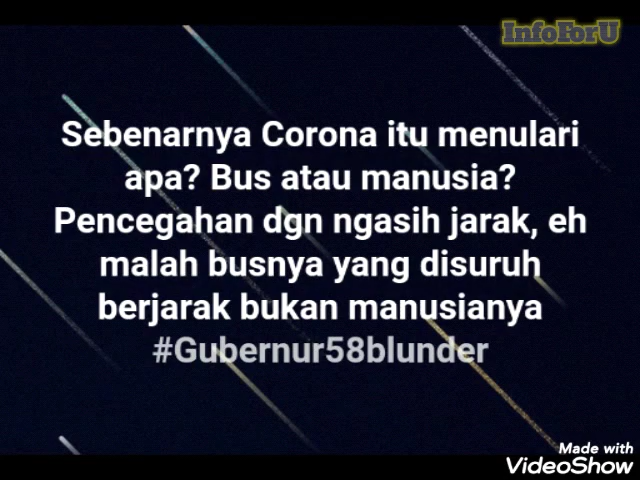 InfoForU
Sebenarnya Corona itu menulari
apa? Bus atau manusia?
Pencegahan dgn ngasih jarak, eh
malah busnya yang disuruh
berjarak bukan manusianya
#Gubernur58blunder
Made with
VideoShow